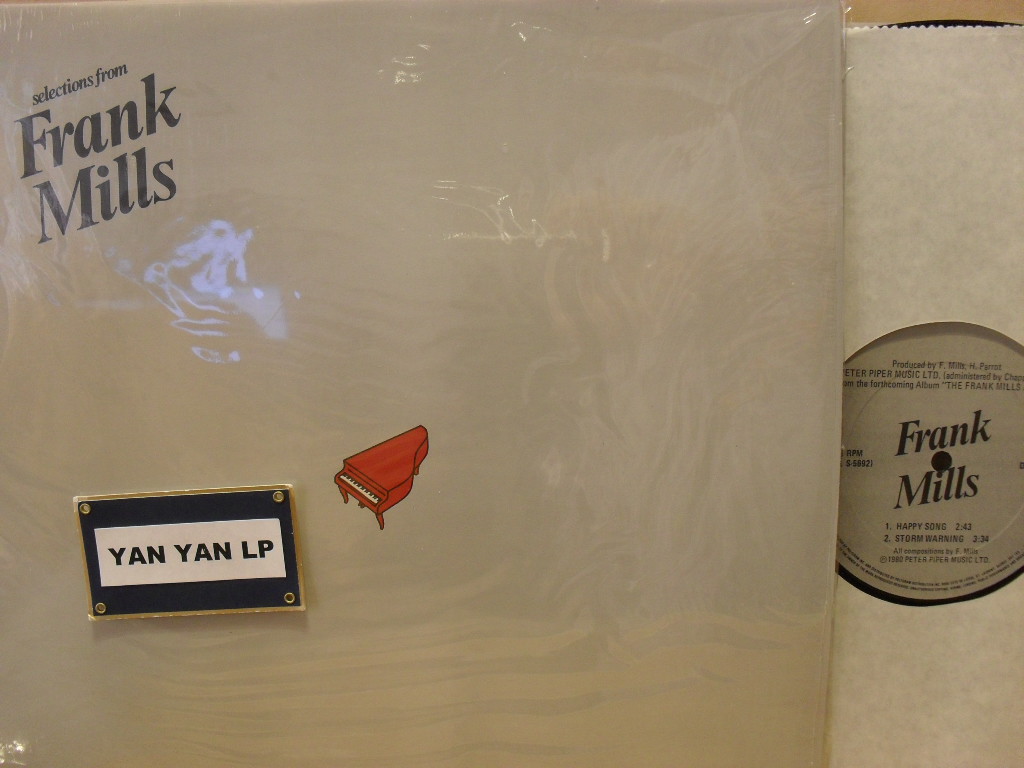 selections from
Frank
Mills
YAN YAN LP
Produced by F. Mills, H. Parrot
PETER PIPER MUSIC LTD. (administered by
the forthcoming Album "THE FRANK MILLS
Frank
Mills
RPM
S-5992)
1. HAPPY SONG 2:43
2. STORM WARNING 3:34
All compositions by F. Mills
©1980 PETER PIPER MUSIC LTD.